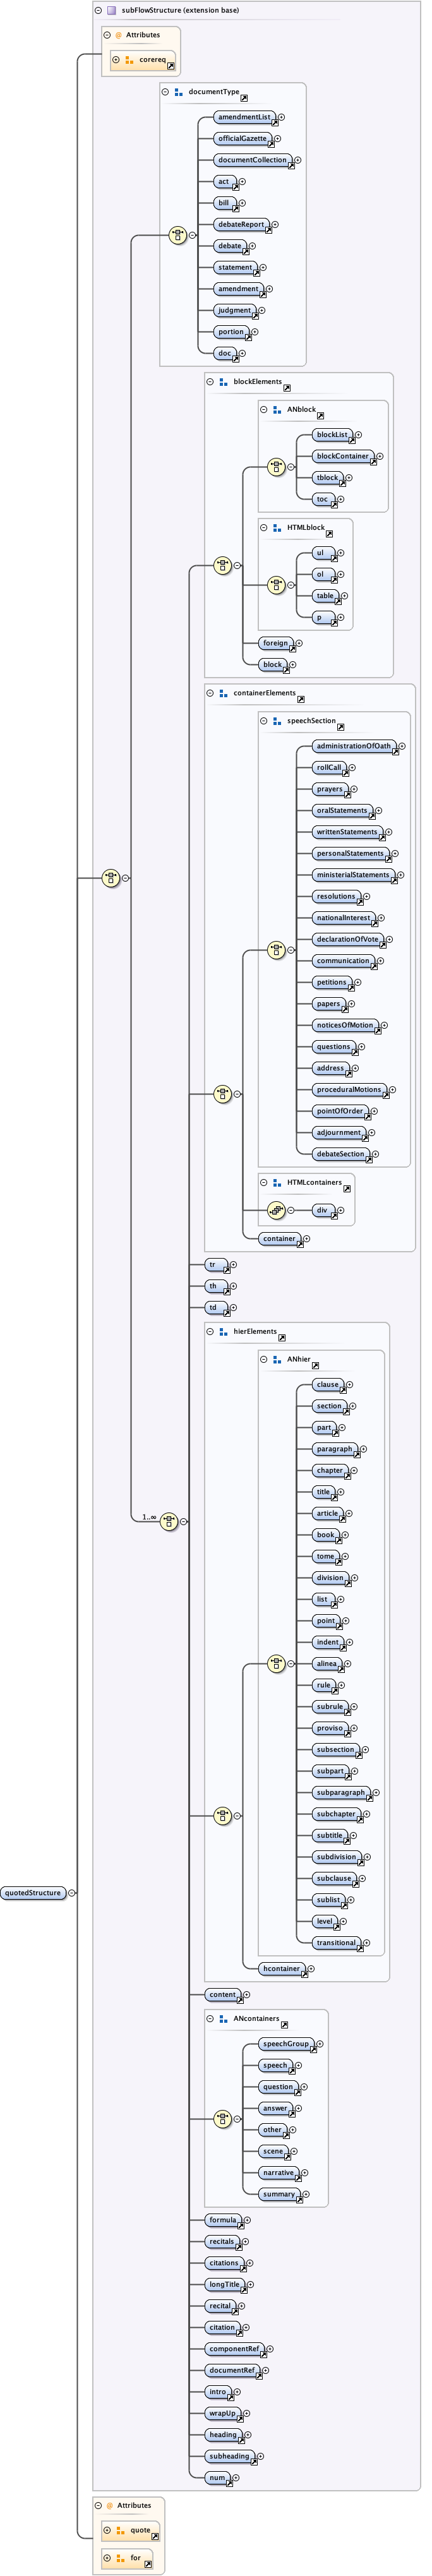 subFlowStructure (extension base)
@ Attributes
corereq
documentType
amendmentList
officialGazette
documentCollection
act
bill
debateReport
debate
statement
amendment
judgment
portion
doc
blockElements
ANblock
blockList
blockContainer
tblock
toc
HTMLblock
ul
ol
table
p
foreign
block
containerElements
speechSection
administrationOfOath
rollCall
prayers
oralStatements
writtenStatements
personalStatements
ministerialStatements
resolutions
nationalInterest
declarationOfVote
communication
petitions
papers
noticesOfMotion
questions
address
proceduralMotions
pointOfOrder
adjournment
debateSection
HTMLcontainers
div
container
tr
th
td
hierElements
ANhier
clause
section
part
paragraph
chapter
title
article
book
tome
division
list
point
indent
alinea
rule
subrule
proviso
subsection
subpart
subparagraph
subchapter
subtitle
subdivision
subclause
sublist
level
transitional
hcontainer
1..∞
quotedStructure
content
ANcontainers
speechGroup
speech
question
answer
other
scene
narrative
summary
formula
recitals
citations
longTitle
recital
citation
componentRef
documentRef
intro
wrapUp
heading
subheading
num
@ Attributes
quote
for